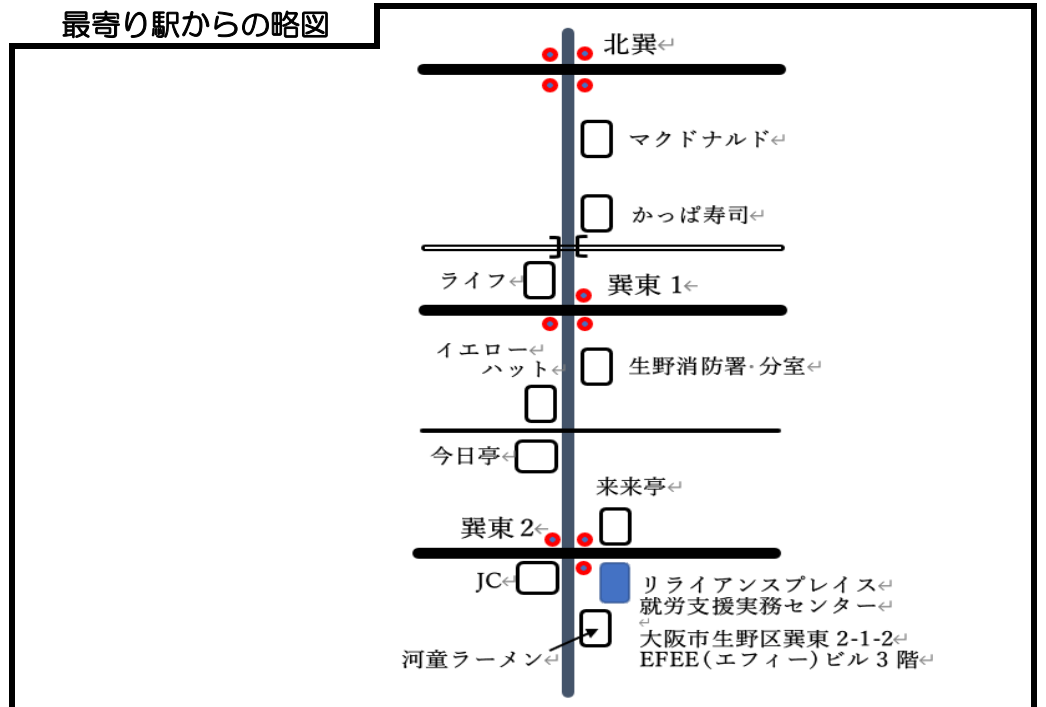 最寄り駅からの略図
北巽
マクドナルド
かっぱ寿司
ライフ
巽東 1
イエロー
ハット
生野消防署·分室
今日亭
来来亭
巽東 2
JC
リライアンスプレイス
就労支援実務センター
大阪市生野区巽東 2-1-2
EFEE(エフィー)ビル 3 階
河童ラーメン